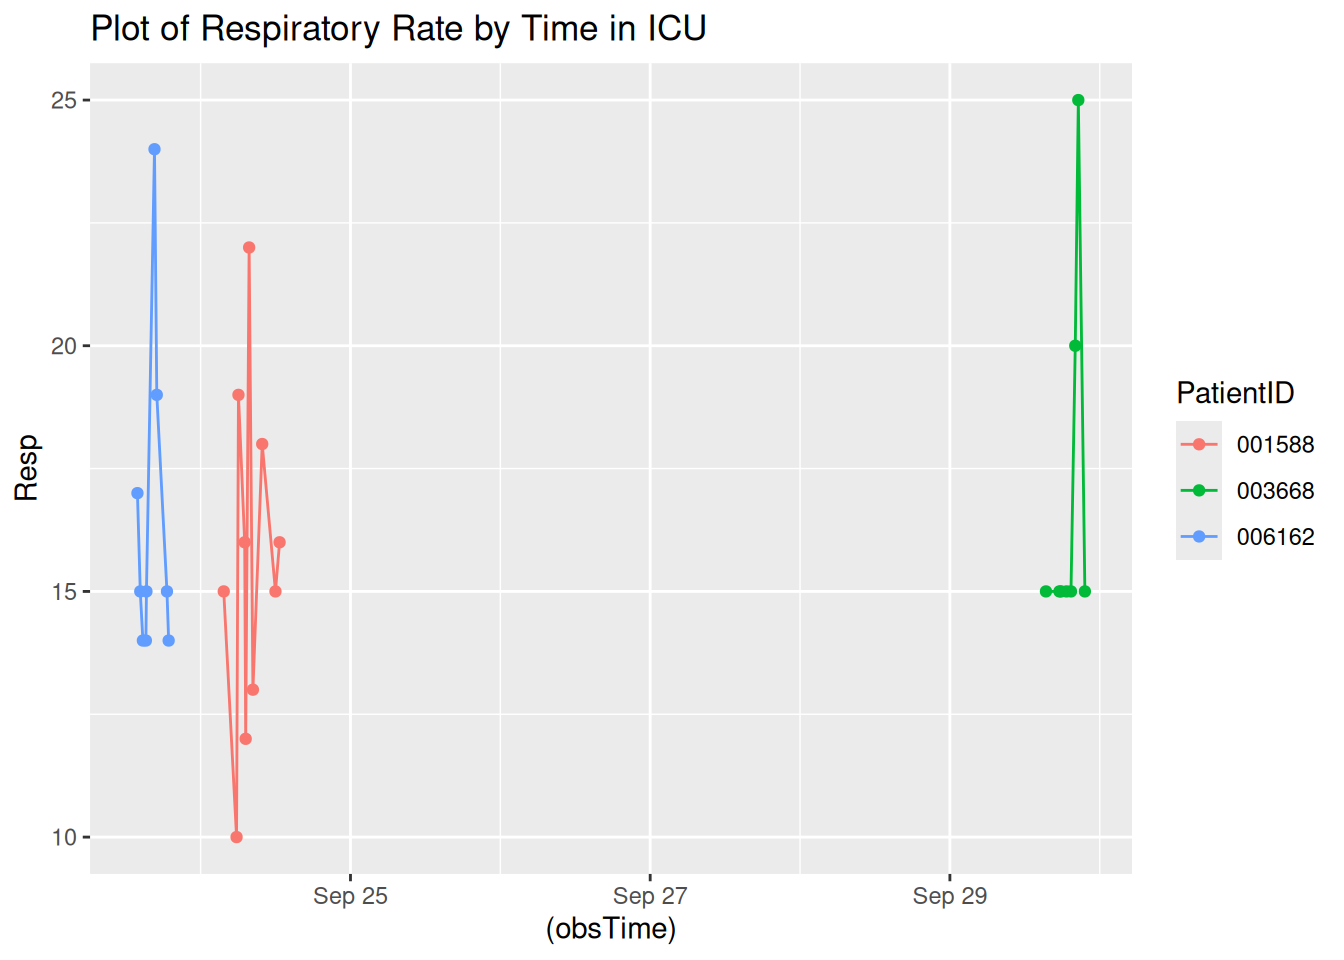 Plot of Respiratory Rate by Time in ICU
25
20
15
10
Resp
Sep 25
Sep 27
Sep 29
(obsTime)
PatientID
001588
003668
006162